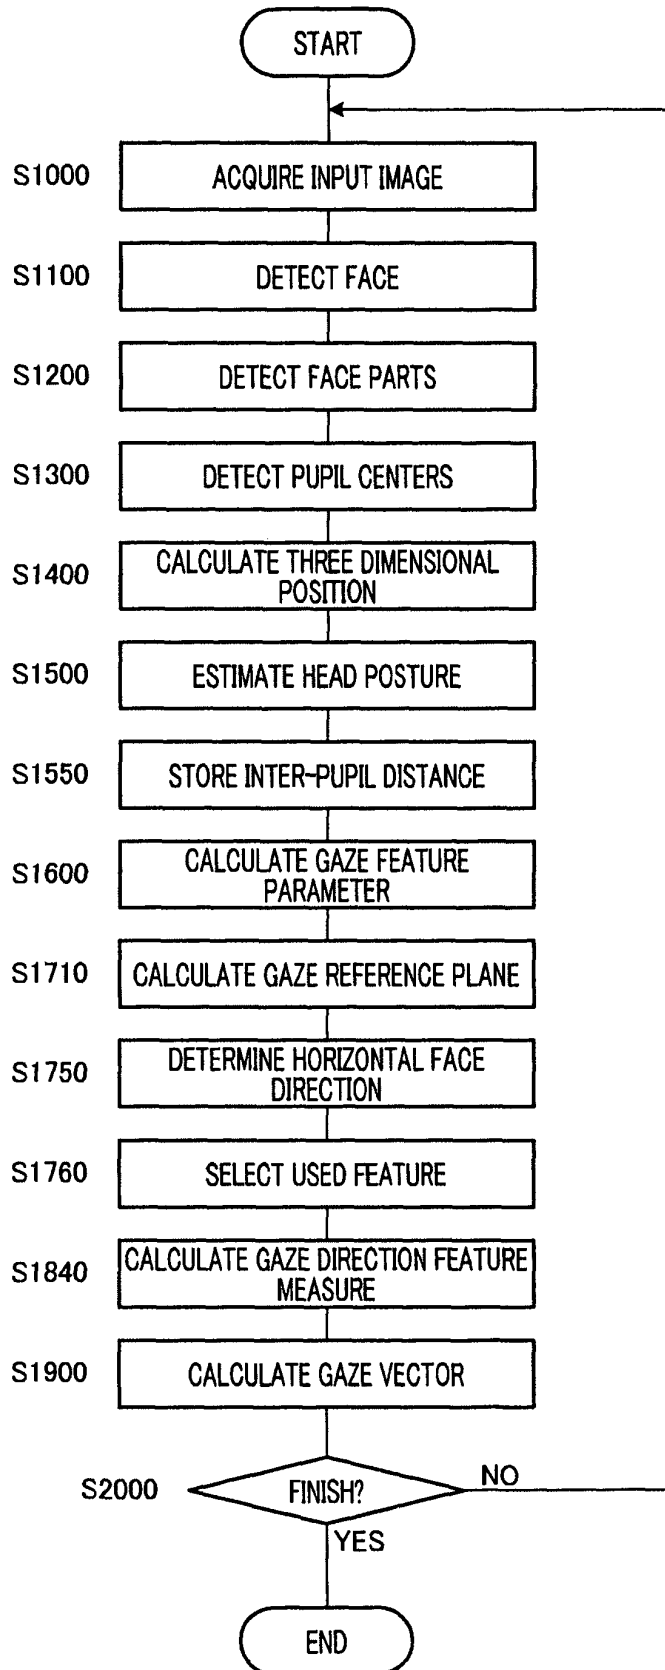 START
S1000 ACQUIRE INPUT IMAGE
S1100 DETECT FACE
S1200 DETECT FACE PARTS
S1300 DETECT PUPIL CENTERS
S1400 CALCULATE THREE DIMENSIONAL
POSITION
S1500 ESTIMATE HEAD POSTURE
S1550 STORE INTER-PUPIL DISTANCE
S1600 CALCULATE GAZE FEATURE
PARAMETER
S1710 CALCULATE GAZE REFERENCE PLANE
S1750 DETERMINE HORIZONTAL FACE
DIRECTION
S1760 SELECT USED FEATURE
S1840 CALCULATE GAZE DIRECTION FEATURE
MEASURE
S1900 CALCULATE GAZE VECTOR
S2000 FINISH? NO
YES
END